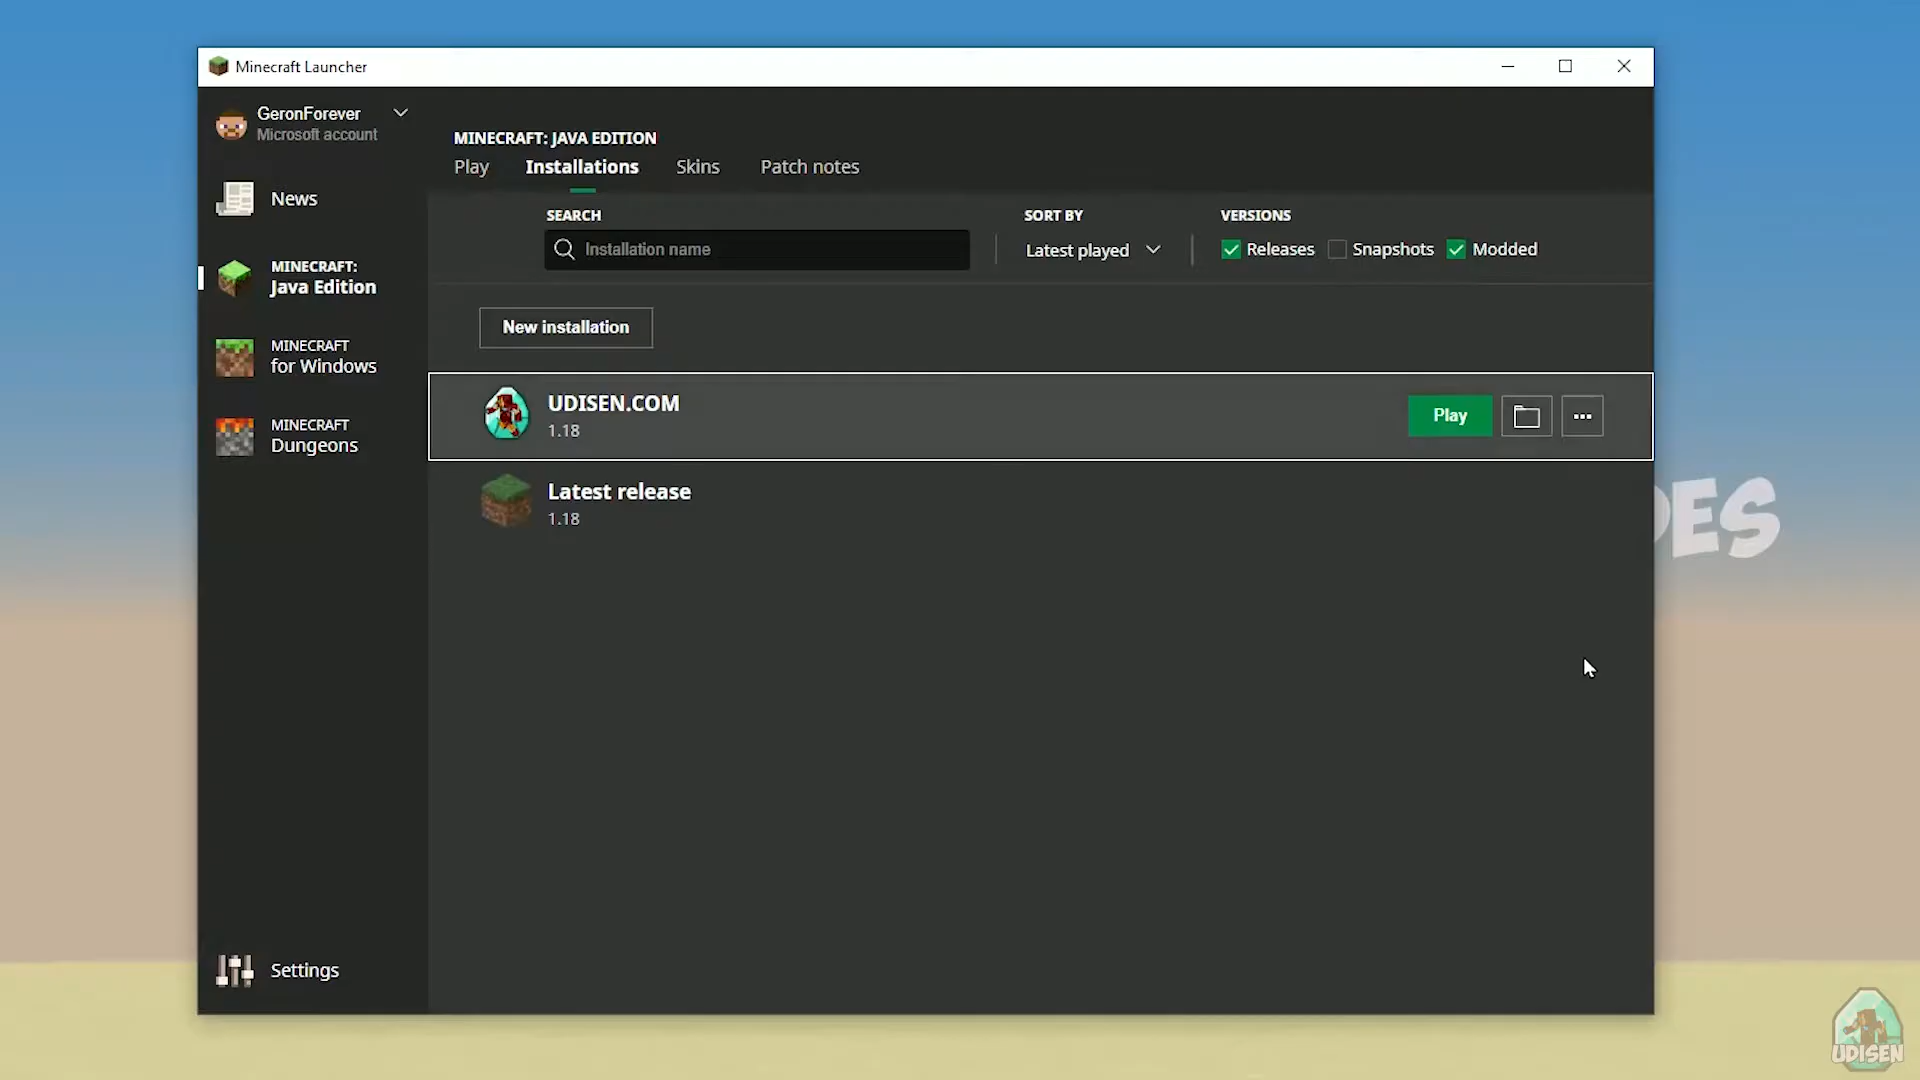 Minecraft Launcher
GeronForever
Microsoft account
News
MINECRAFT:
Java Edition
MINECRAFT
for Windows
MINECRAFT
Dungeons
Settings
MINECRAFT: JAVA EDITION
Play Installations Skins Patch notes
SEARCH
Installation name
SORT BY
Latest played
VERSIONS
Releases Snapshots Modded
New installation
UDISEN.COM
1.18
Play
Latest release
1.18
UDISEN